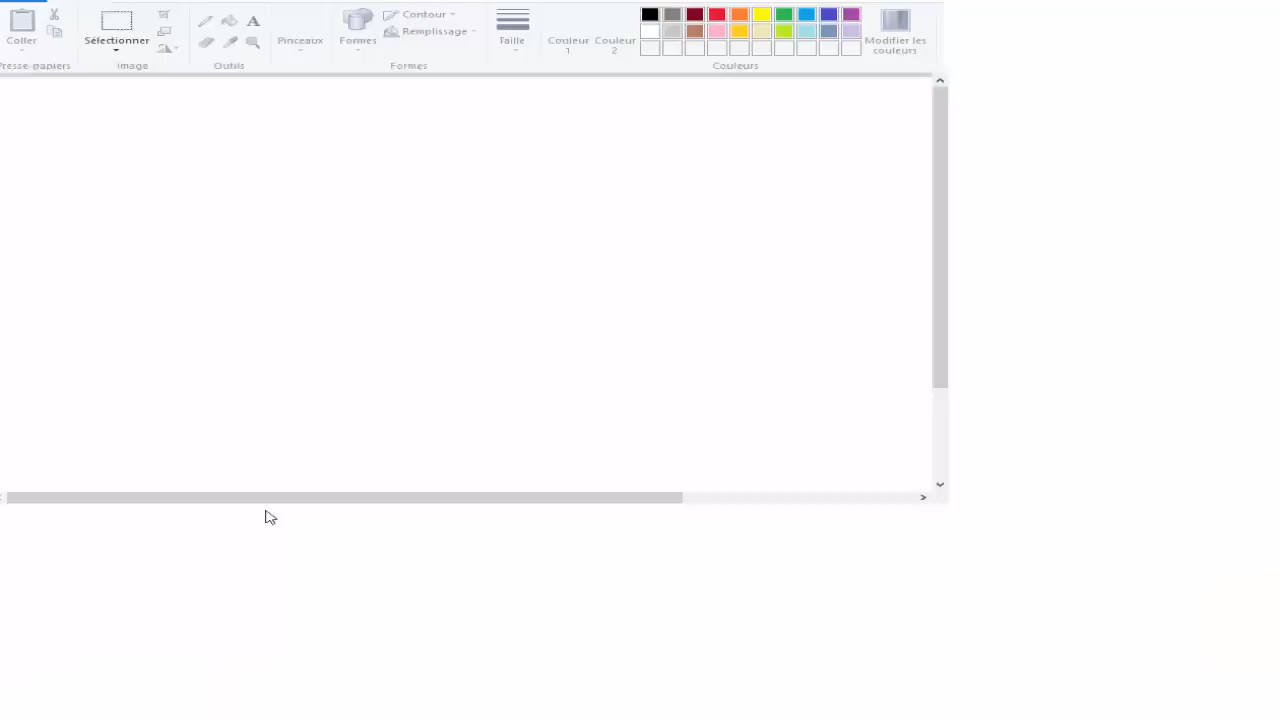 Coller
Sélectionner
Pinceaux
Formes
Contour
Remplissage
Taille
Couleur
1
Couleur
2
Modifier les
couleurs
Presse-papiers
Image
Outils
Formes
Couleurs